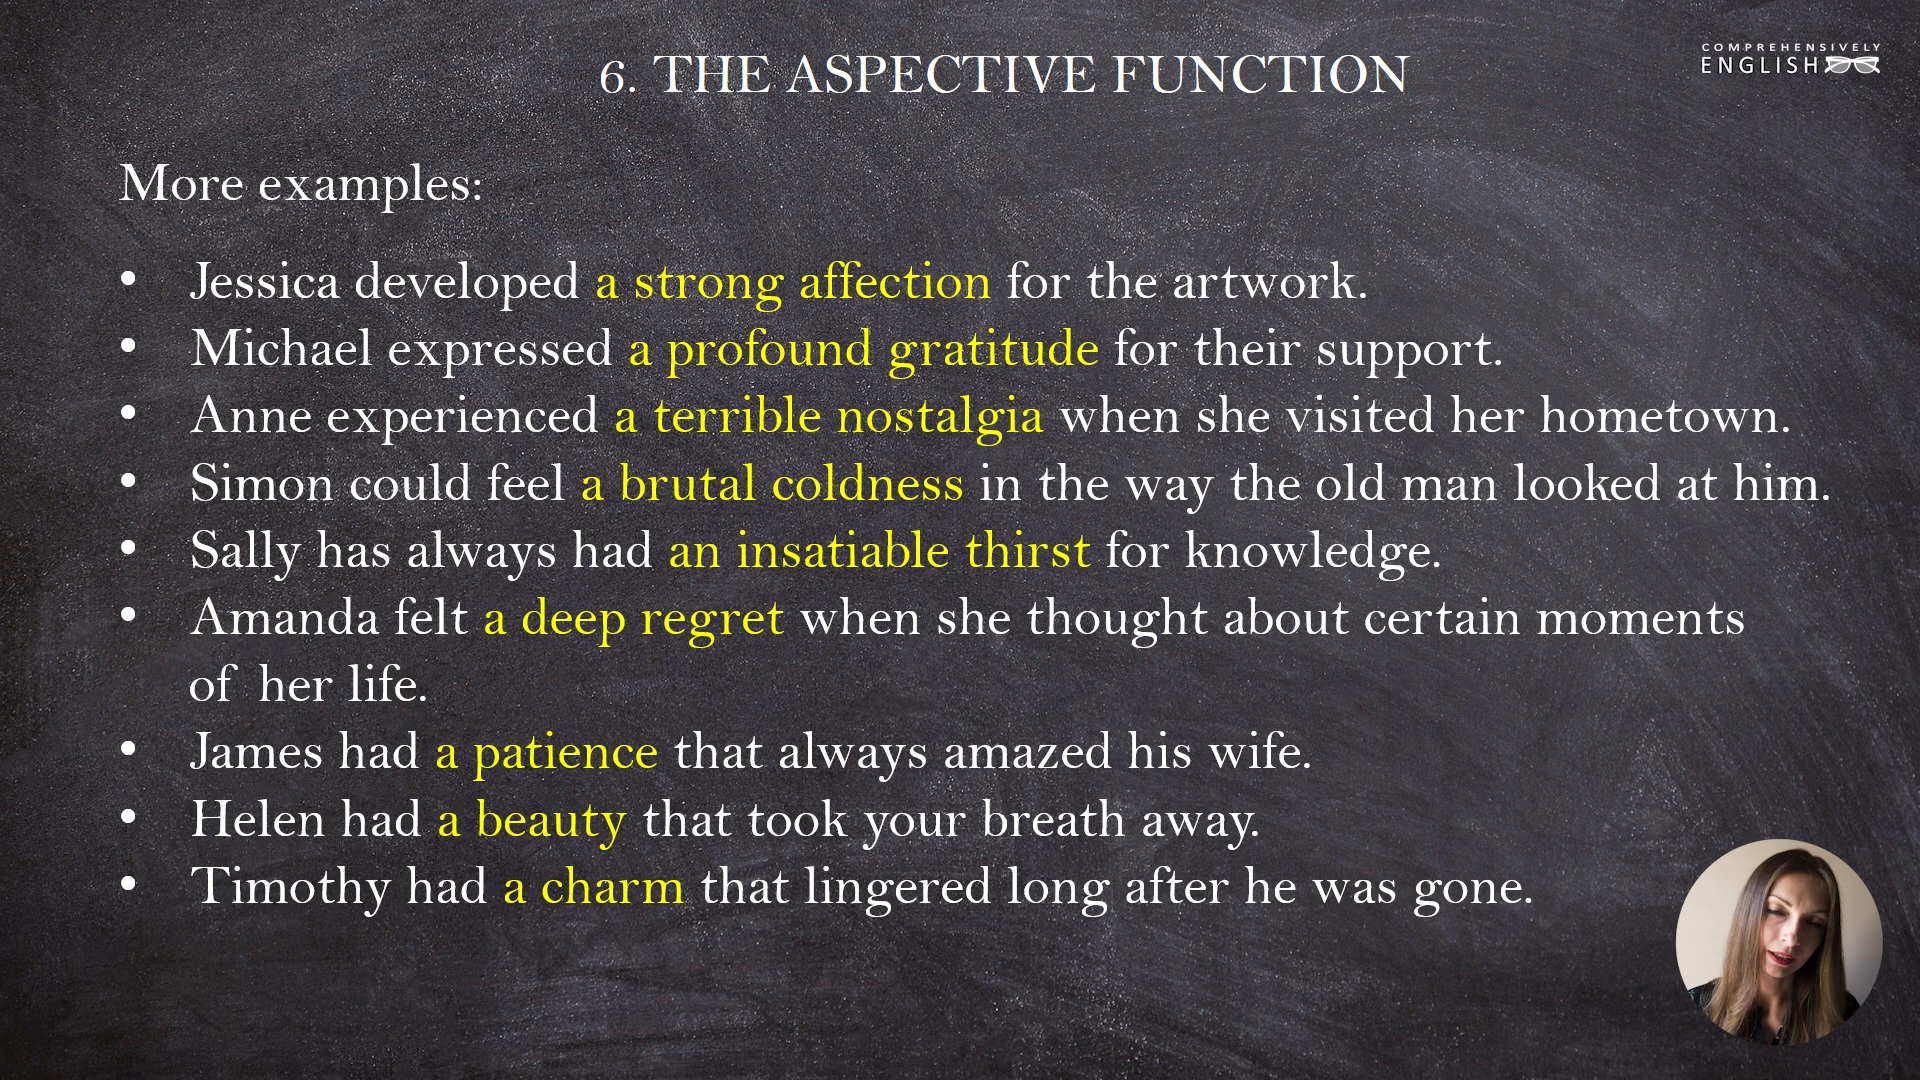 6. THE ASPECTIVE FUNCTION
COMPREHENSIVELY
ENGLISH
More examples:
• Jessica developed a strong affection for the artwork.
• Michael expressed a profound gratitude for their support.
• Anne experienced a terrible nostalgia when she visited her hometown.
• Simon could feel a brutal coldness in the way the old man looked at him.
• Sally has always had an insatiable thirst for knowledge.
• Amanda felt a deep regret when she thought about certain moments
of her life.
• James had a patience that always amazed his wife.
• Helen had a beauty that took your breath away.
• Timothy had a charm that lingered long after he was gone.